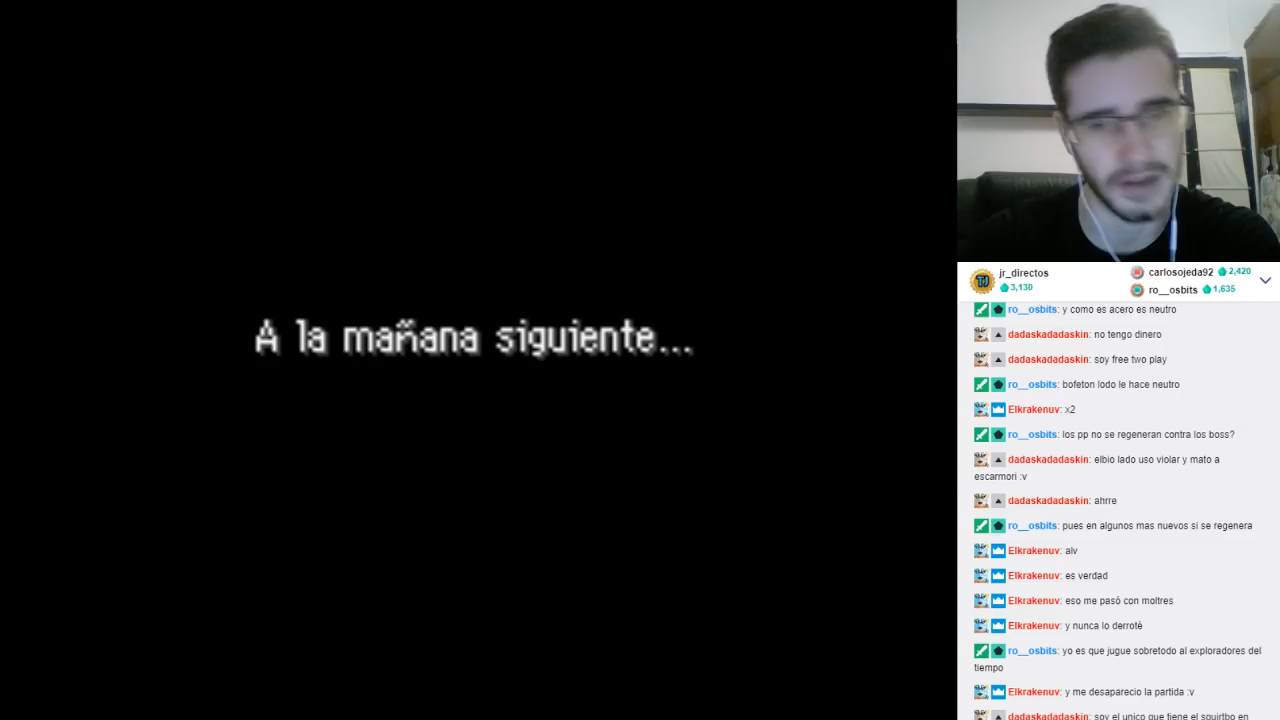 A la mañana siguiente...
jr_directos
3,130
carlosojeda92 2,420
ro__osbits 1,635
ro__osbits: y como es acero es neutro
dadaskadadaskin: no tengo dinero
dadaskadadaskin: soy free two play
ro__osbits: bofeton lodo le hace neutro
Elkrakenuv: x2
ro__osbits: los pp no se regeneran contra los boss?
dadaskadadaskin: elbio lado uso violar y mato a
escarmori :v
dadaskadadaskin: ahrre
ro__osbits: pues en algunos mas nuevos si se regenera
Elkrakenuv: alv
Elkrakenuv: es verdad
Elkrakenuv: eso me pasó con moltres
Elkrakenuv: y nunca lo derroté
ro__osbits: yo es que jugue sobretodo al exploradores del
tiempo
Elkrakenuv: y me desaparecio la partida :v
dadaskadadaskin: soy el unico que tiene el squirtbo en